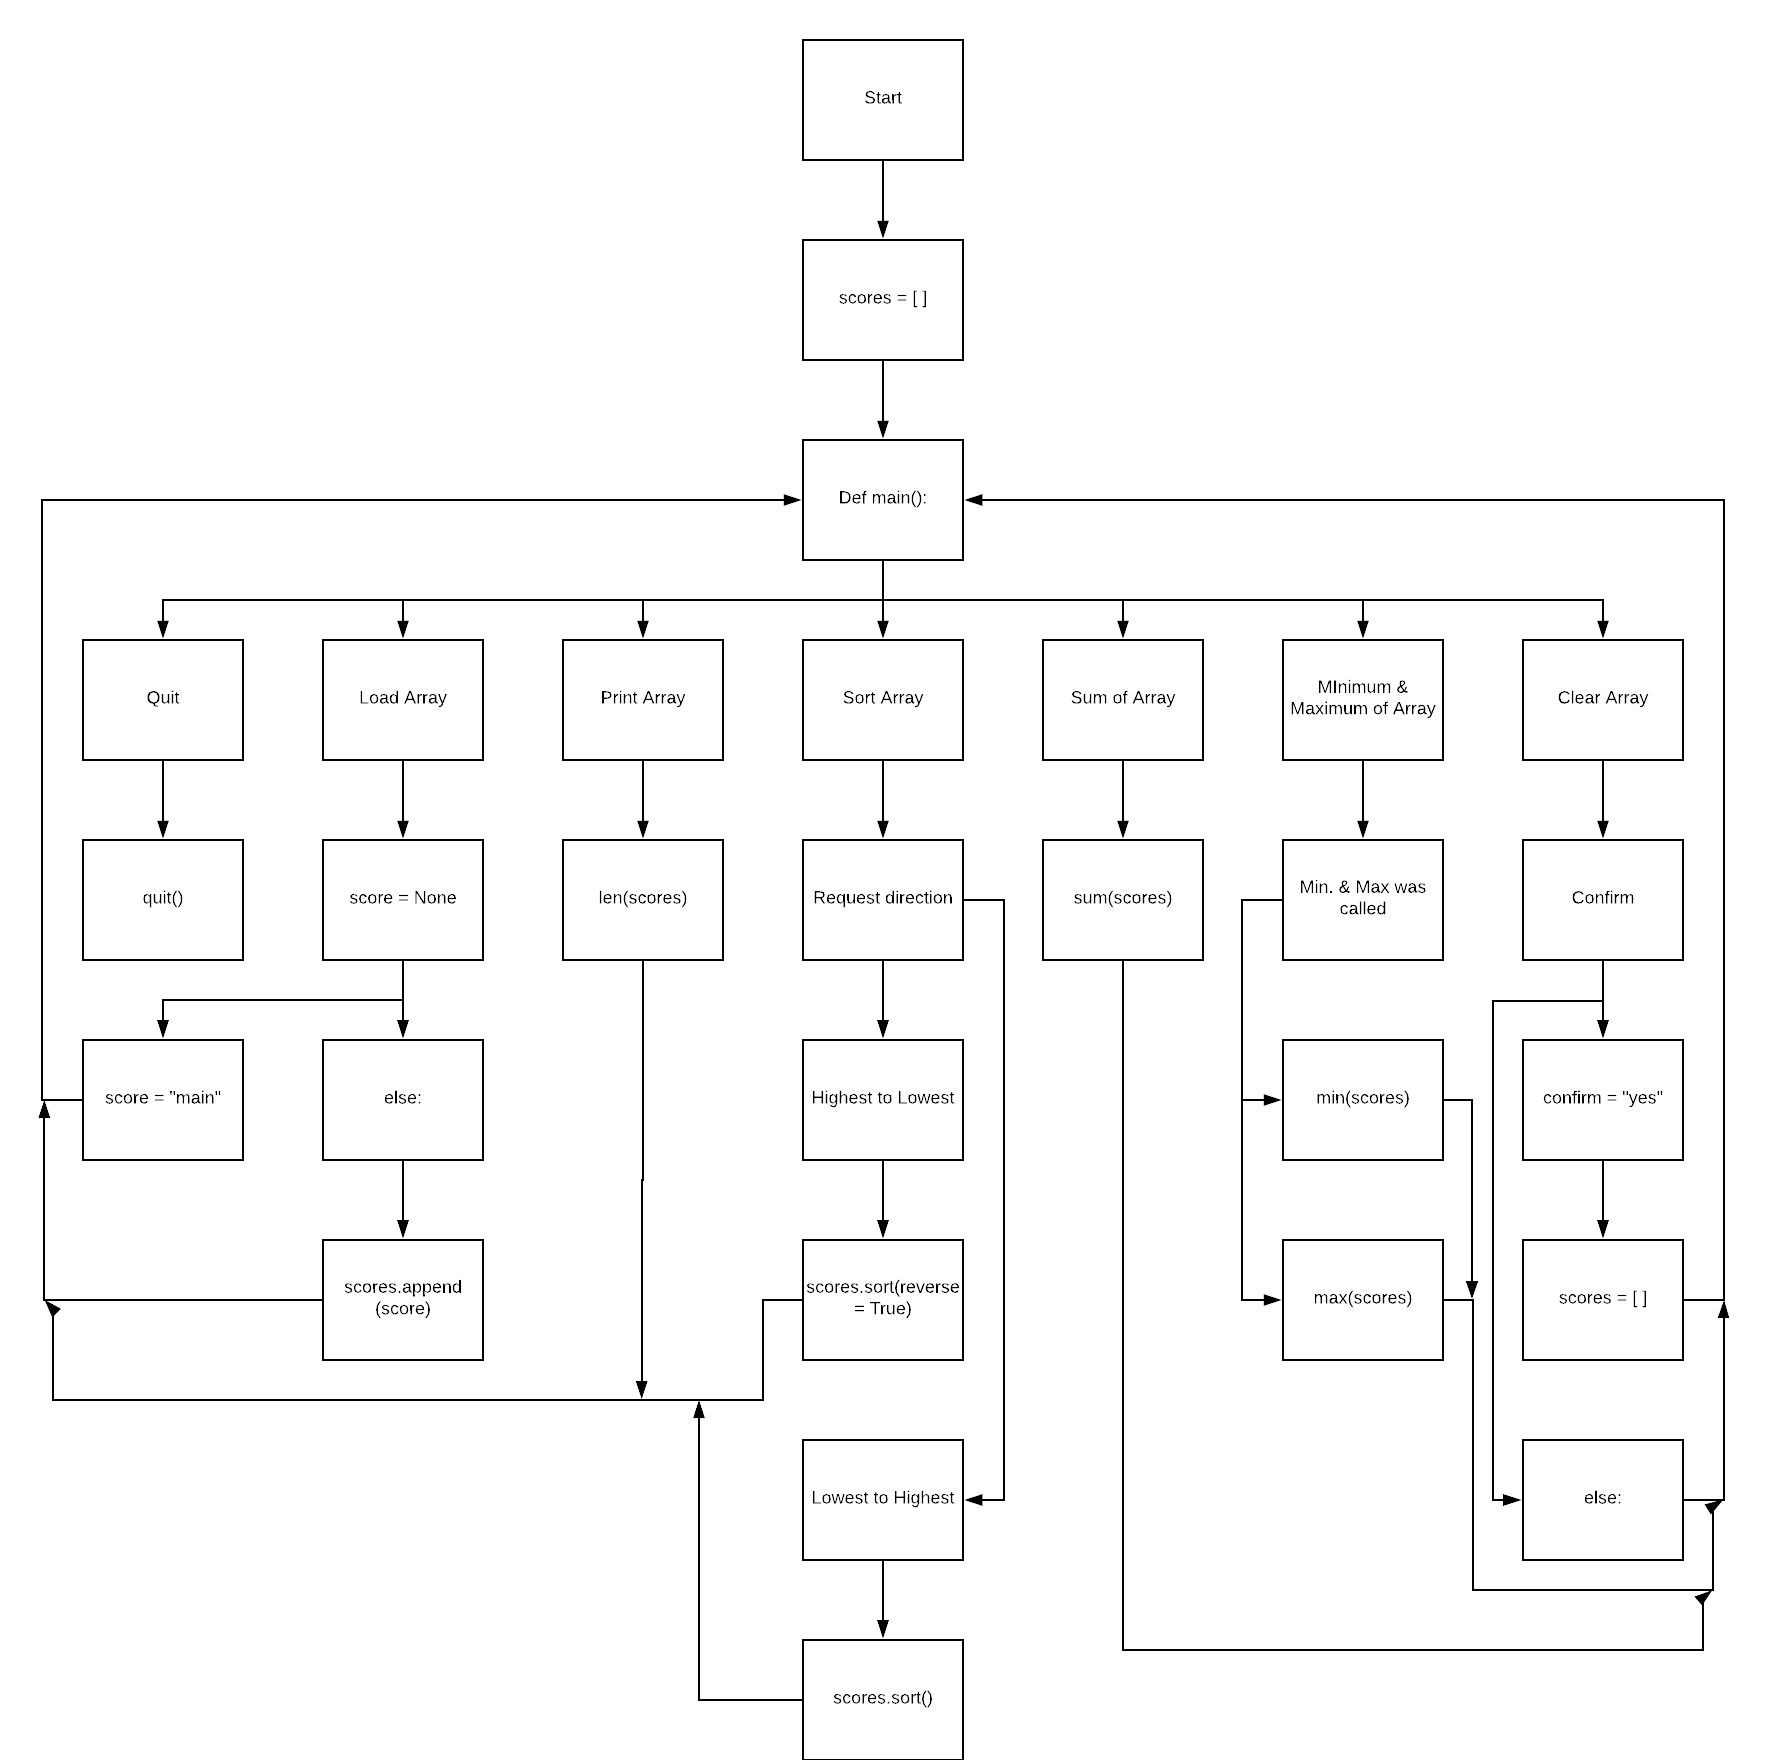 Start
scores = [ ]
Def main():
Quit
Load Array
Print Array
Sort Array
Sum of Array
MInimum &
Maximum of Array
Clear Array
quit()
score = None
len(scores)
Request direction
sum(scores)
Min. & Max was
called
Confirm
score = "main"
else:
Highest to Lowest
min(scores)
confirm = "yes"
scores.append
(score)
scores.sort(reverse
= True)
max(scores)
scores = [ ]
Lowest to Highest
else:
scores.sort()